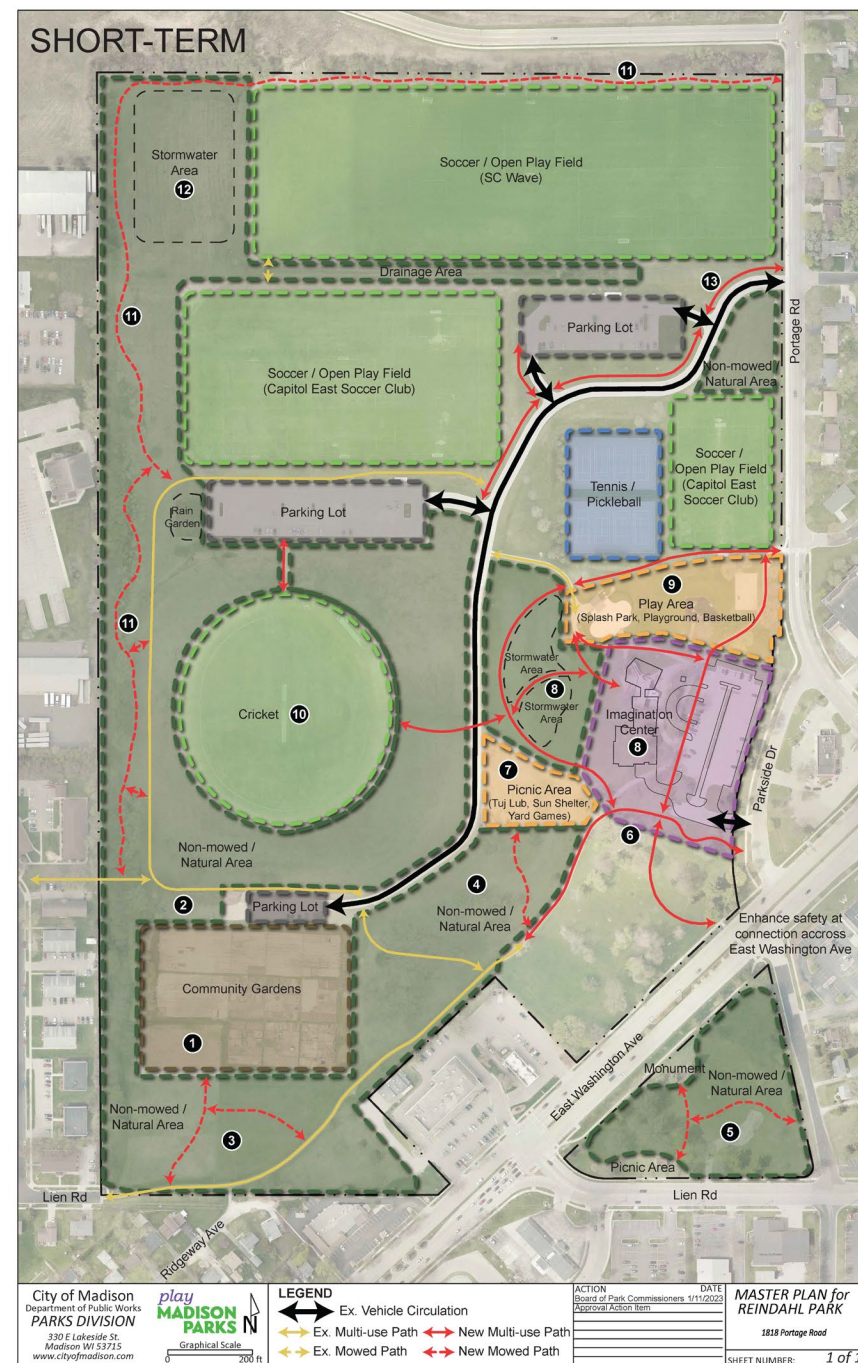 SHORT-TERM
11
Stormwater
Area
12
Soccer / Open Play Field
(SC Wave)
Drainage Area
13
11
Parking Lot
Portage Rd
Soccer / Open Play Field
(Capitol East Soccer Club)
Non-mowed /
Natural Area
Soccer /
Open Play Field
(Capitol East
Soccer Club)
Tennis /
Pickleball
Rain
Garden
Parking Lot
9
Play Area
(Splash Park, Playground, Basketball)
11
Stormwater
Area
8
Stormwater
Area
Cricket
10
Imagination
Center
8
7
Picnic Area
(Tuj Lub, Sun Shelter,
Yard Games)
Parkside Dr
6
Non-mowed /
Natural Area
4
2
Parking Lot
Non-mowed /
Natural Area
Enhance safety at
connection accross
East Washington Ave
Community Gardens
1
East Washington Ave
Monument
Non-mowed /
Natural Area
Non-mowed /
Natural Area
5
3
Picnic Area
Lien Rd
Lien Rd
Ridgeway Ave
City of Madison
Department of Public Works
PARKS DIVISION
330 E Lakeside St.
Madison WI 53715
www.cityofmadison.com
play
MADISON
PARKS
N
Graphical Scale
0 200 ft
LEGEND
Ex. Vehicle Circulation
Ex. Multi-use Path
New Multi-use Path
Ex. Mowed Path
New Mowed Path
ACTION DATE
Board of Park Commissioners 1/11/2023
Approval Action Item
MASTER PLAN for
REINDAHL PARK
1818 Portage Road
SHEET NUMBER: 1 of